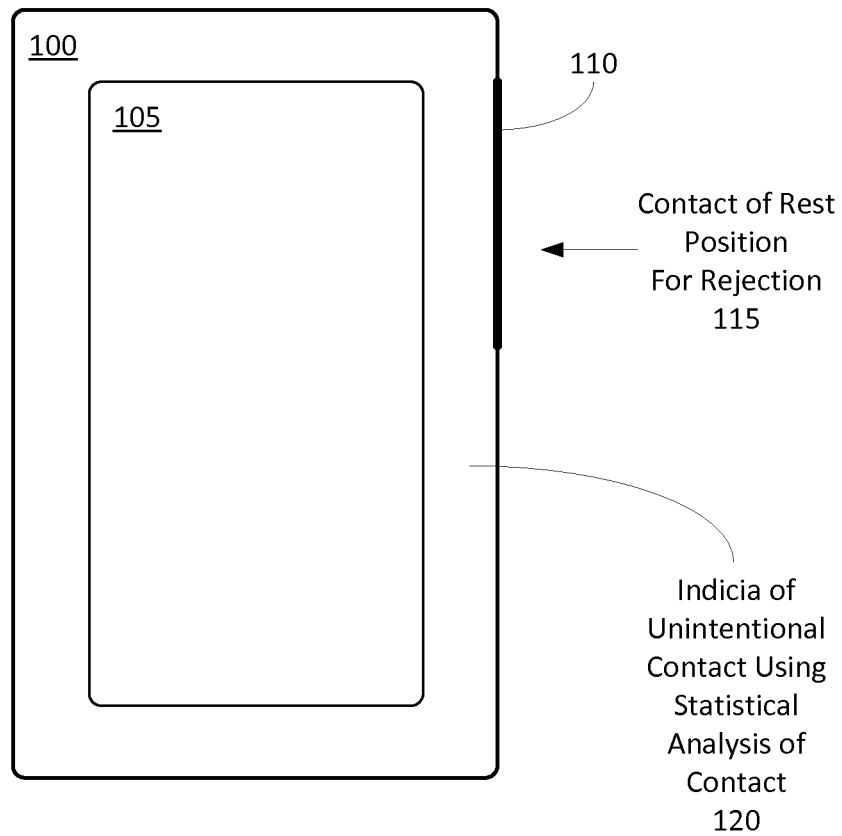 100
105
110
Contact of Rest
Position
For Rejection
115
Indicia of
Unintentional
Contact Using
Statistical
Analysis of
Contact
120